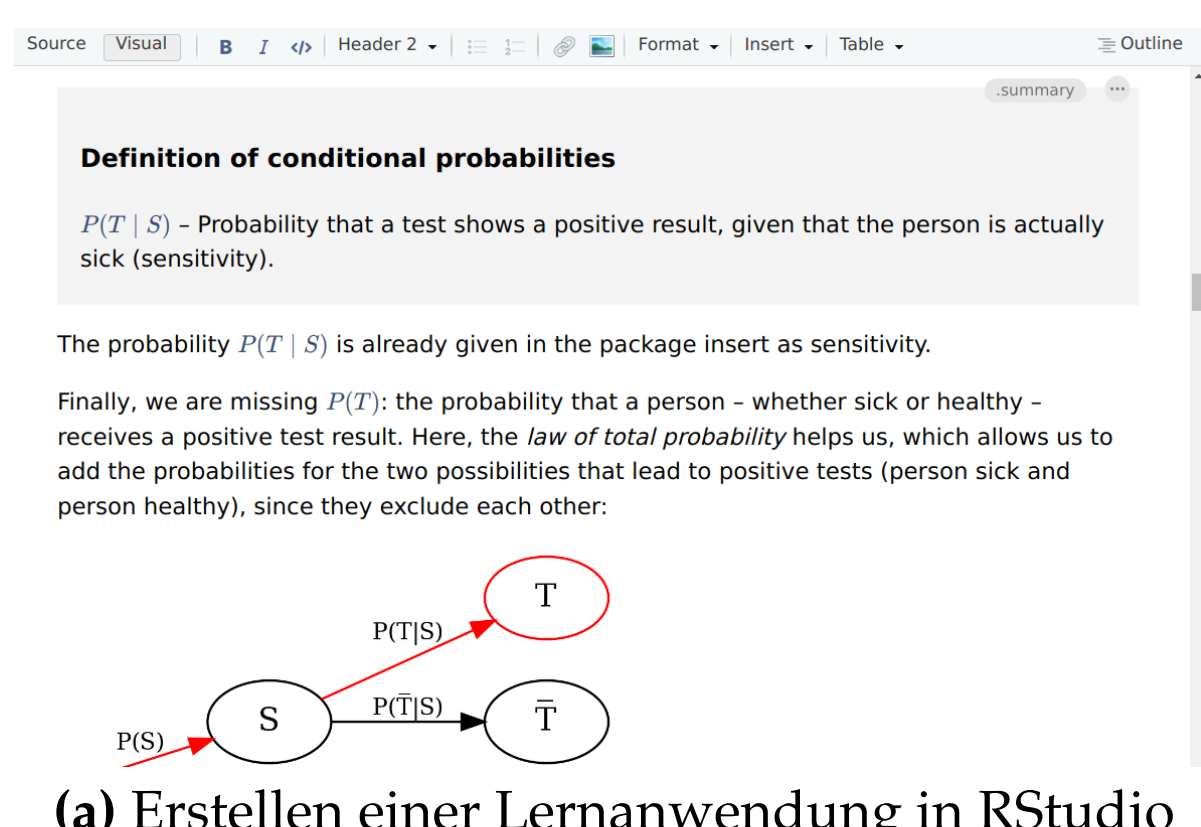 Source Visual B I </> Header 2 Format Insert Table Outline
.summary ...
Definition of conditional probabilities
P(T | S) – Probability that a test shows a positive result, given that the person is actually
sick (sensitivity).
The probability P(T | S) is already given in the package insert as sensitivity.
Finally, we are missing P(T): the probability that a person – whether sick or healthy –
receives a positive test result. Here, the law of total probability helps us, which allows us to
add the probabilities for the two possibilities that lead to positive tests (person sick and
person healthy), since they exclude each other:
T
P(T|S)
S
P(T̅|S)
T̅
P(S)
(a) Erstellen einer Lernanwendung in RStudio